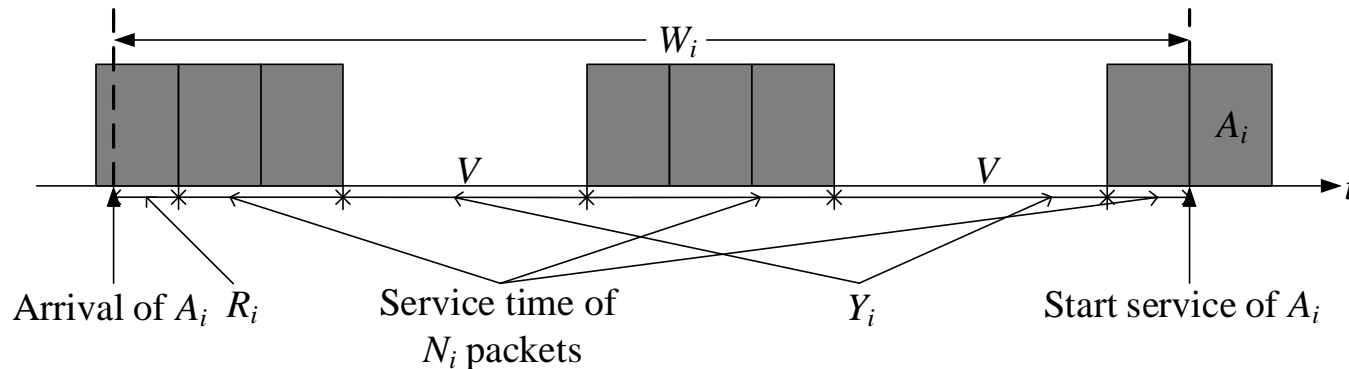 W_i
A_i
V
V
t
Arrival of A_i
R_i
Service time of
N_i packets
Y_i
Start service of A_i